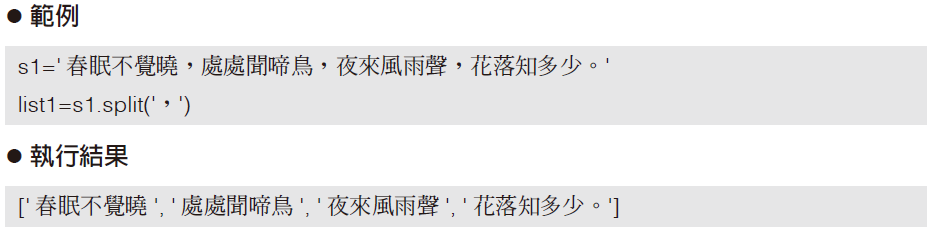 ● 範例
s1='春眠不覺曉，處處聞啼鳥，夜來風雨聲，花落知多少。'
list1=s1.split('，')
● 執行結果
['春眠不覺曉', '處處聞啼鳥', '夜來風雨聲', '花落知多少。']